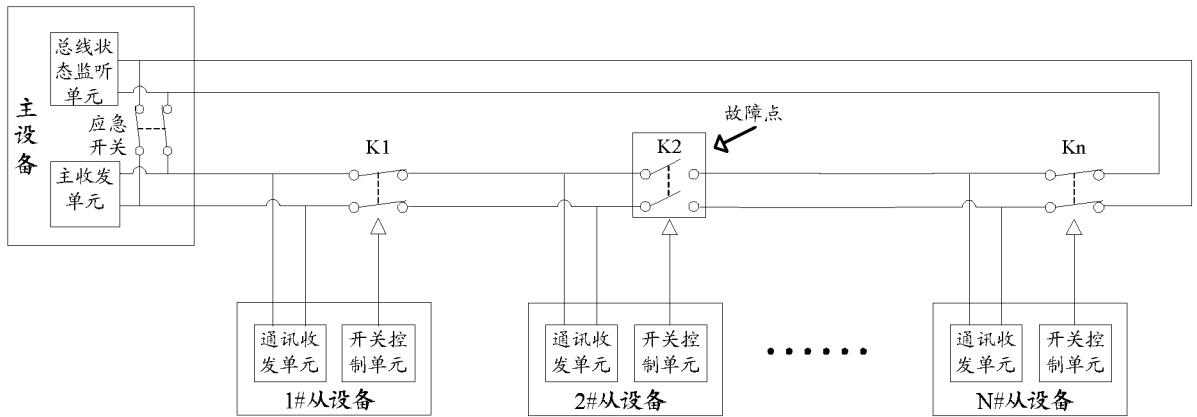 总线状
态监听
单元
主设备
应急
开关
主收发
单元
K1
K2
故障点
Kn
通讯收
发单元
开关控
制单元
1#从设备
通讯收
发单元
开关控
制单元
2#从设备
......
通讯收
发单元
开关控
制单元
N#从设备